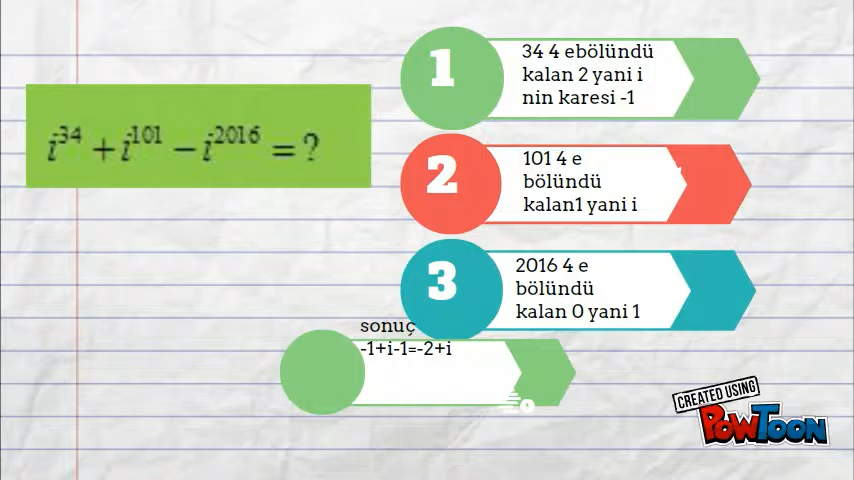 i³⁴ + i¹⁰¹ − i²⁰¹⁶ = ?
1
34 4 ebölündü
kalan 2 yani i
nin karesi -1
2
101 4 e
bölündü
kalan1 yani i
3
2016 4 e
bölündü
kalan 0 yani 1
sonuç
-1+i-1=-2+i
CREATED USING
POWTOON